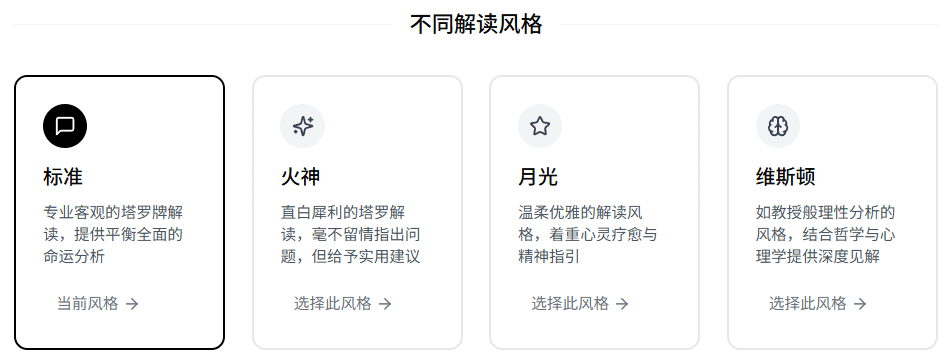 不同解读风格
标准
专业客观的塔罗牌解
读，提供平衡全面的
命运分析
当前风格 →
火神
直白犀利的塔罗解
读，毫不留情指出问
题，但给予实用建议
选择此风格 →
月光
温柔优雅的解读风
格，着重心灵疗愈与
精神指引
选择此风格 →
维斯顿
如教授般理性分析的
风格，结合哲学与心
理学提供深度见解
选择此风格 →